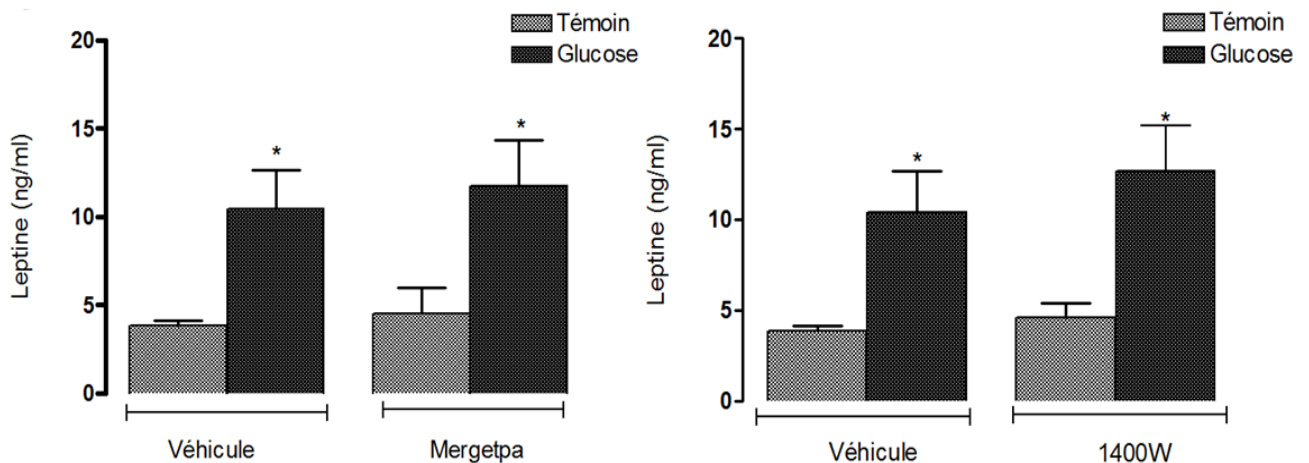 Témoin
Glucose
20
15
10
5
0
Leptine (ng/ml)
*
*
Véhicule
Mergetpa
Témoin
Glucose
20
15
10
5
0
Leptine (ng/ml)
*
*
Véhicule
1400W